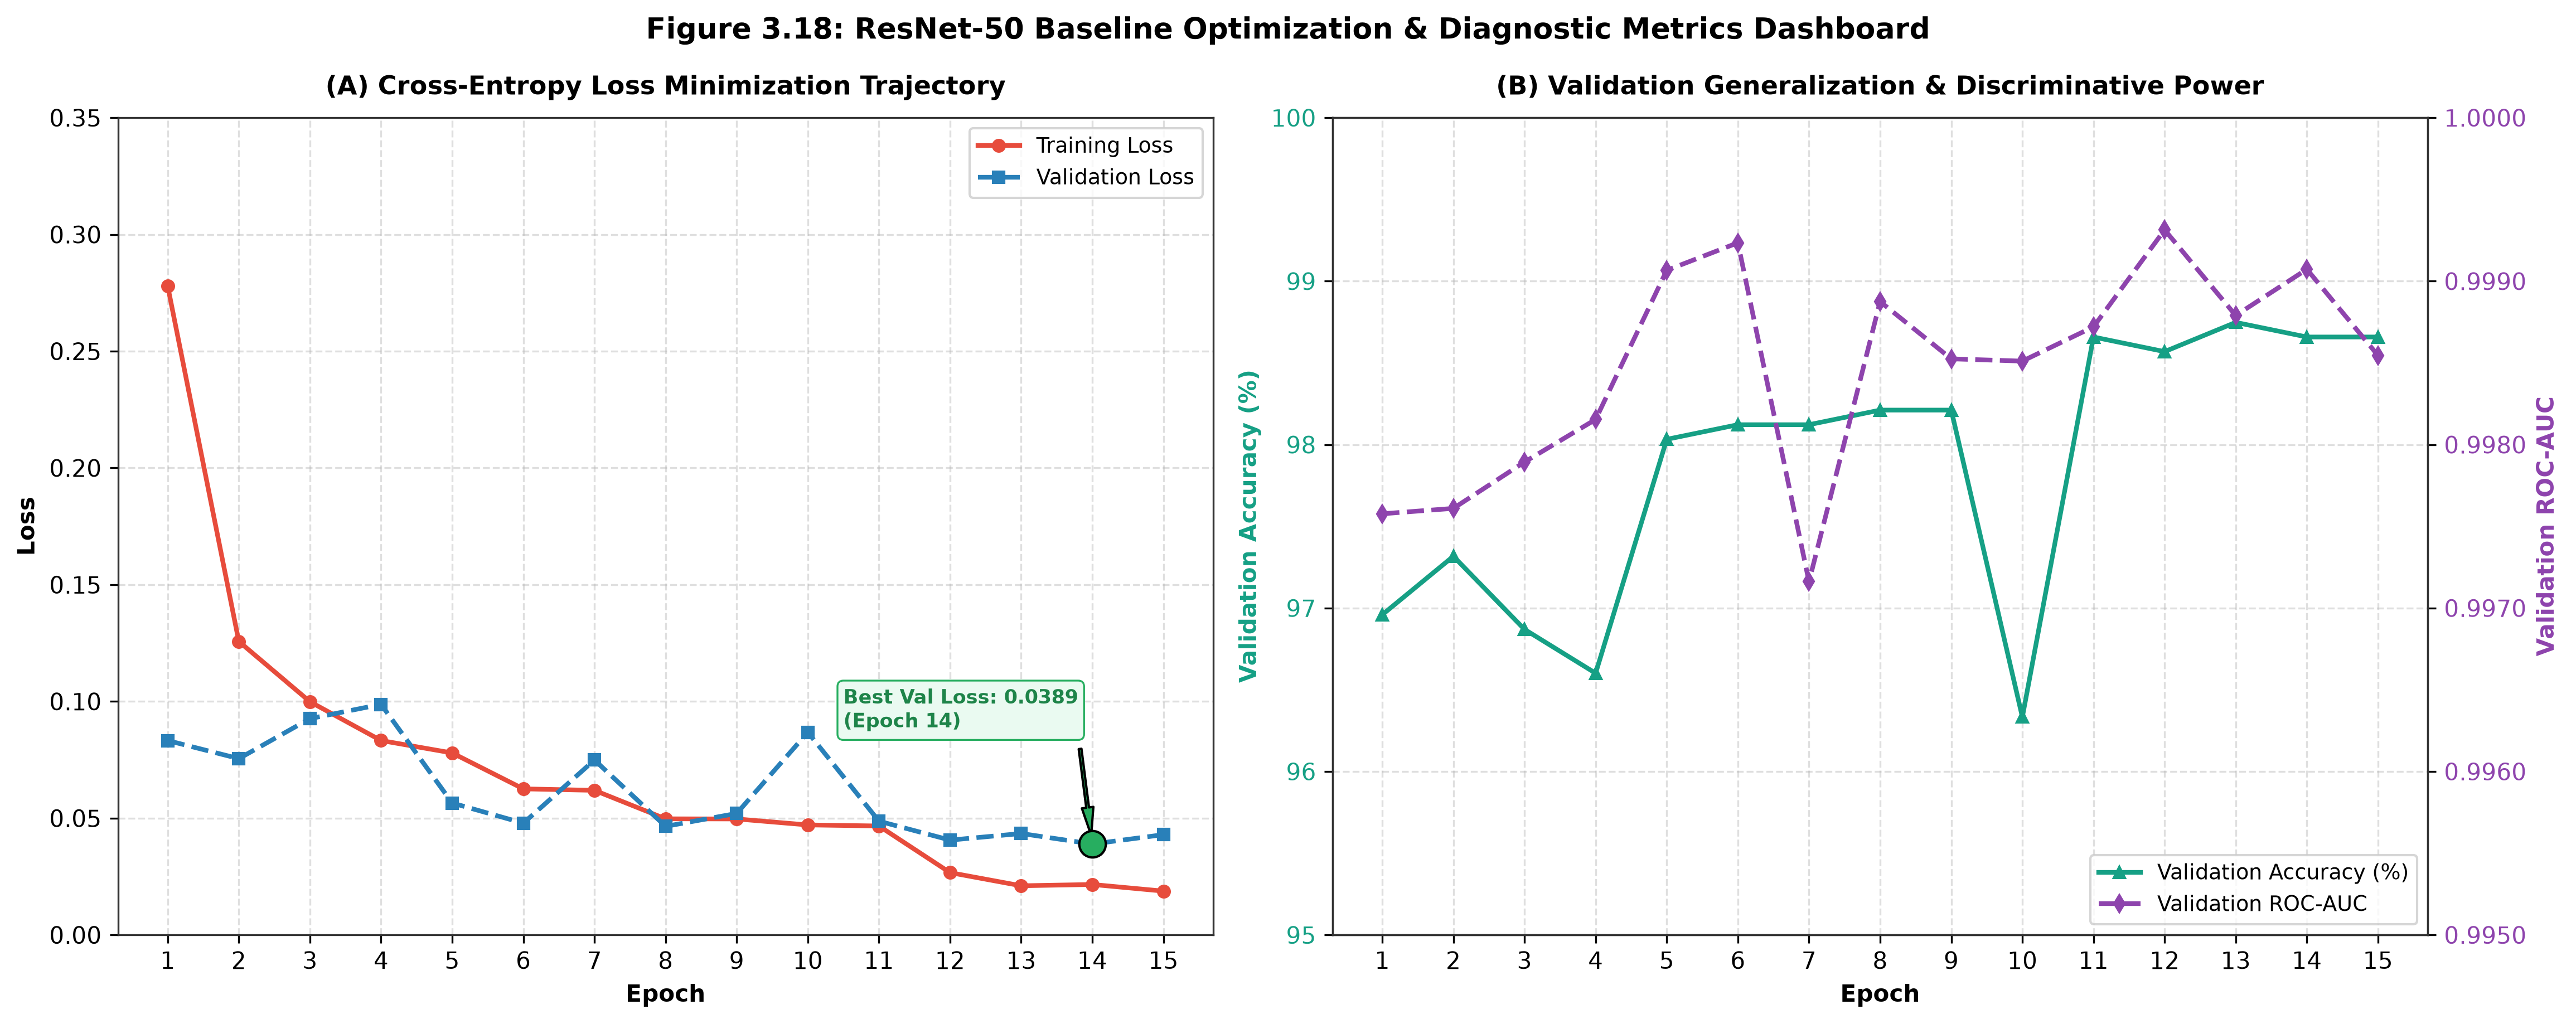 Figure 3.18: ResNet-50 Baseline Optimization & Diagnostic Metrics Dashboard
(A) Cross-Entropy Loss Minimization Trajectory
0.35
0.30
0.25
0.20
0.15
0.10
0.05
0.00
Loss
Training Loss
Validation Loss
Best Val Loss: 0.0389
(Epoch 14)
1 2 3 4 5 6 7 8 9 10 11 12 13 14 15
Epoch
(B) Validation Generalization & Discriminative Power
100
99
98
97
96
95
Validation Accuracy (%)
1.0000
0.9990
0.9980
0.9970
0.9960
0.9950
Validation ROC-AUC
Validation Accuracy (%)
Validation ROC-AUC
1 2 3 4 5 6 7 8 9 10 11 12 13 14 15
Epoch